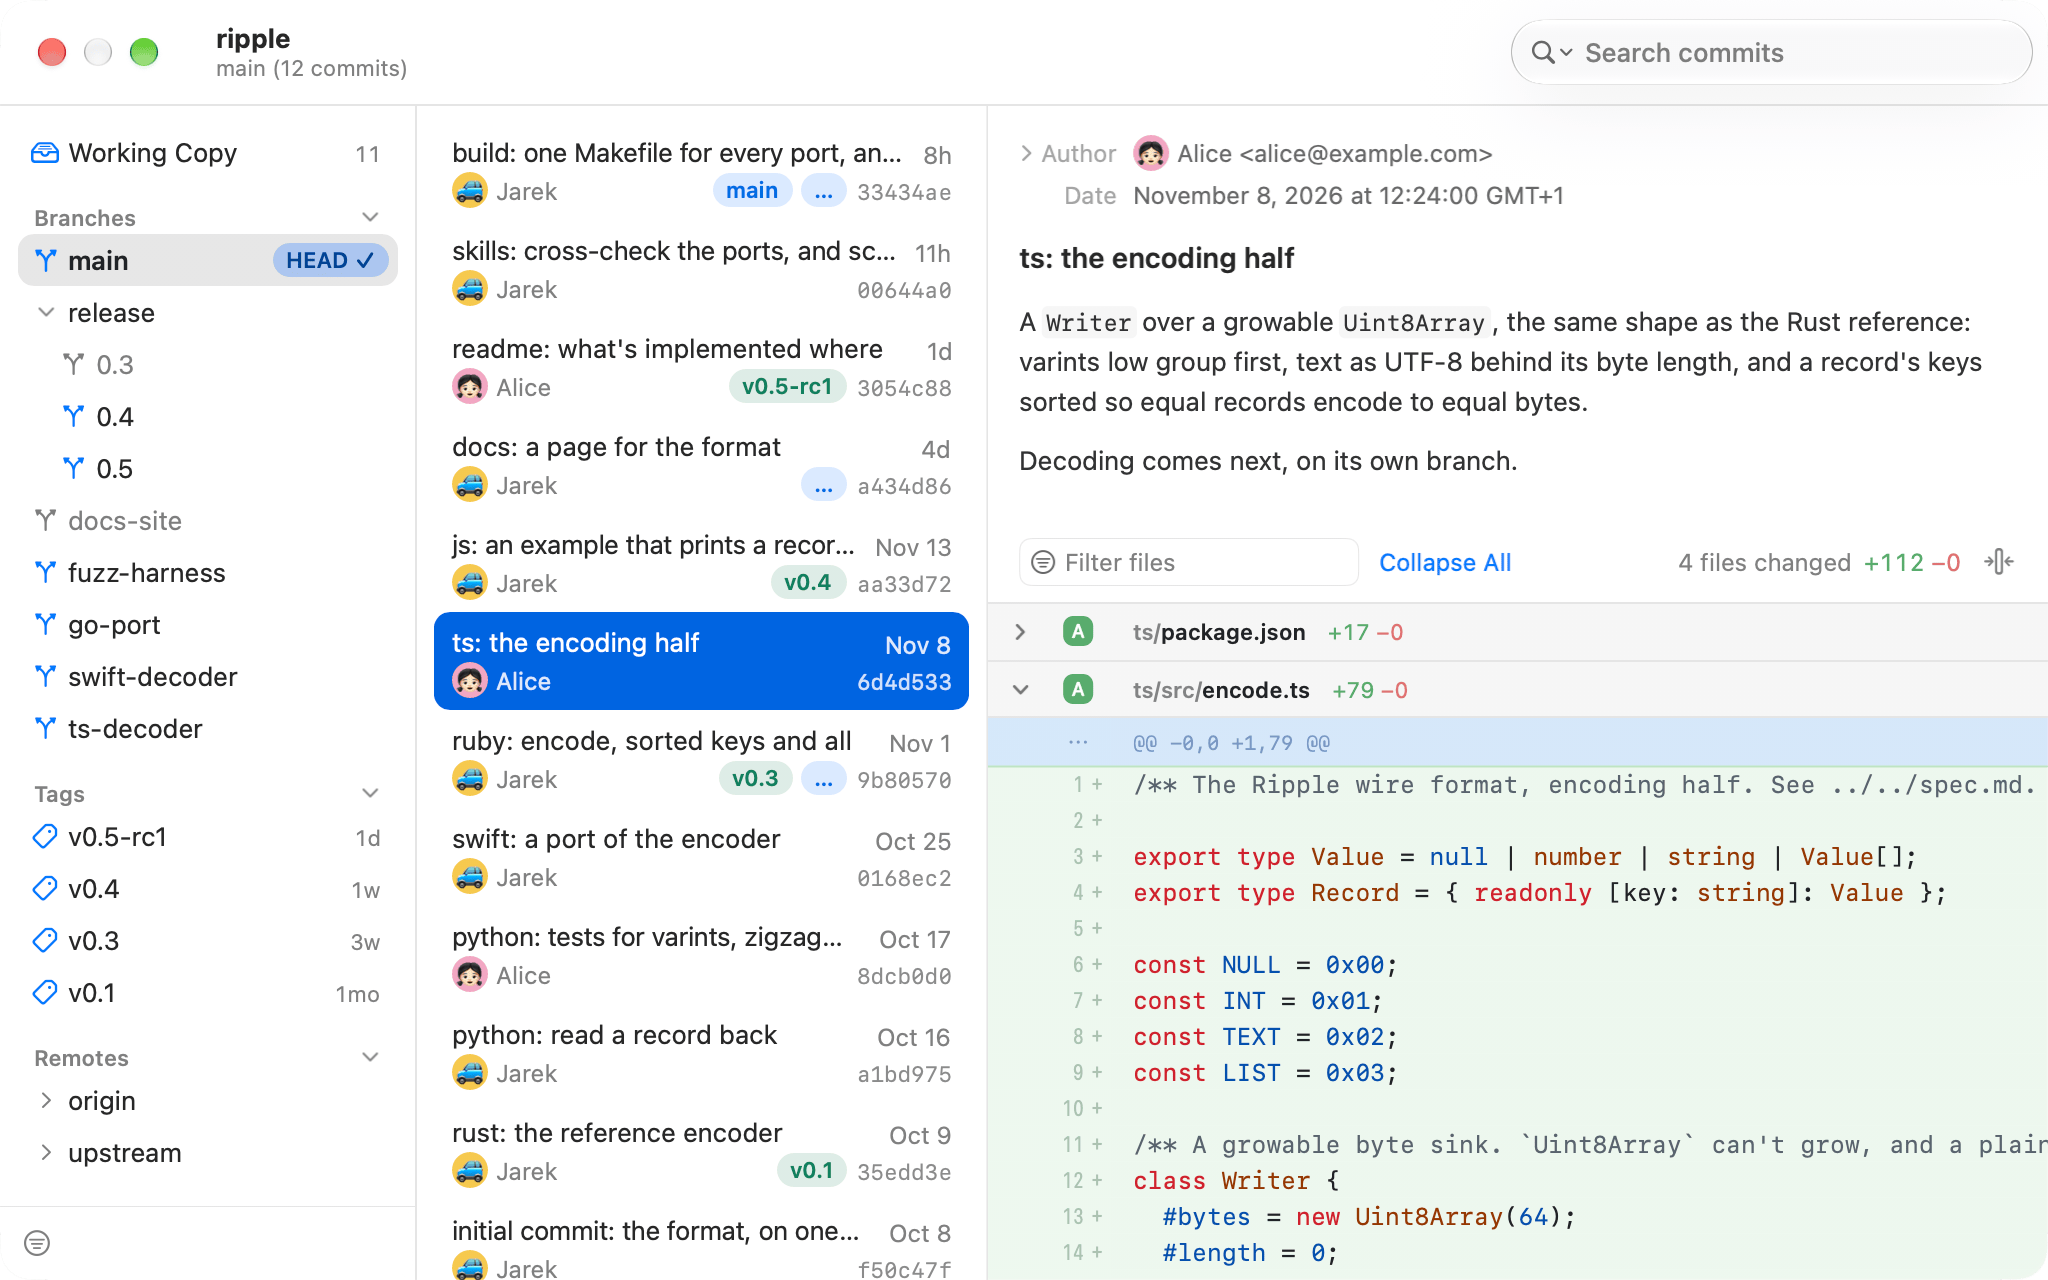 ripple
main (12 commits)
Search commits
Working Copy 11
Branches
main HEAD ✓
release
0.3
0.4
0.5
docs-site
fuzz-harness
go-port
swift-decoder
ts-decoder
Tags
v0.5-rc1 1d
v0.4 1w
v0.3 3w
v0.1 1mo
Remotes
origin
upstream
build: one Makefile for every port, an... 8h
Jarek main ... 33434ae
skills: cross-check the ports, and sc... 11h
Jarek 00644a0
readme: what's implemented where 1d
Alice v0.5-rc1 3054c88
docs: a page for the format 4d
Jarek ... a434d86
js: an example that prints a recor... Nov 13
Jarek v0.4 aa33d72
ts: the encoding half Nov 8
Alice 6d4d533
ruby: encode, sorted keys and all Nov 1
Jarek v0.3 ... 9b80570
swift: a port of the encoder Oct 25
Jarek 0168ec2
python: tests for varints, zigzag... Oct 17
Alice 8dcb0d0
python: read a record back Oct 16
Jarek a1bd975
rust: the reference encoder Oct 9
Jarek v0.1 35edd3e
initial commit: the format, on one... Oct 8
Jarek f50c47f
Author Alice <alice@example.com>
Date November 8, 2026 at 12:24:00 GMT+1
ts: the encoding half
A Writer over a growable Uint8Array, the same shape as the Rust reference:
varints low group first, text as UTF-8 behind its byte length, and a record's keys
sorted so equal records encode to equal bytes.
Decoding comes next, on its own branch.
Filter files Collapse All 4 files changed +112 −0
A ts/package.json +17 −0
A ts/src/encode.ts +79 −0
... @@ −0,0 +1,79 @@
1 + /** The Ripple wire format, encoding half. See ../../spec.md.
2 +
3 + export type Value = null | number | string | Value[];
4 + export type Record = { readonly [key: string]: Value };
5 +
6 + const NULL = 0x00;
7 + const INT = 0x01;
8 + const TEXT = 0x02;
9 + const LIST = 0x03;
10 +
11 + /** A growable byte sink. `Uint8Array` can't grow, and a plain
12 + class Writer {
13 + #bytes = new Uint8Array(64);
14 + #length = 0;